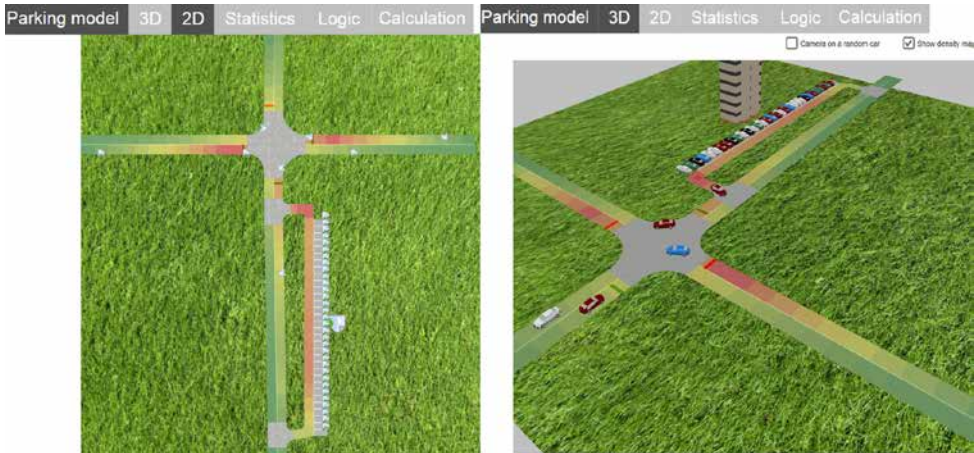 Parking model 3D 2D Statistics Logic Calculation
Parking model 3D 2D Statistics Logic Calculation
Camera on a random car Show density map